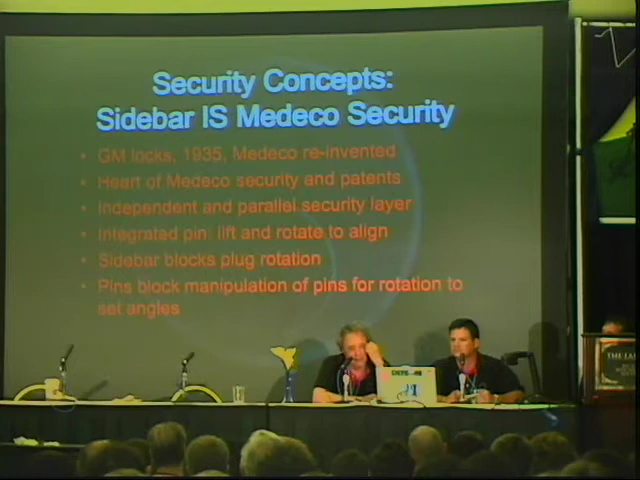 Security Concepts:
Sidebar IS Medeco Security
• GM locks, 1935, Medeco re-invented
• Heart of Medeco security and patents
• Independent and parallel security layer
• Integrated pin: lift and rotate to align
• Sidebar blocks plug rotation
• Pins block manipulation of pins for rotation to
set angles